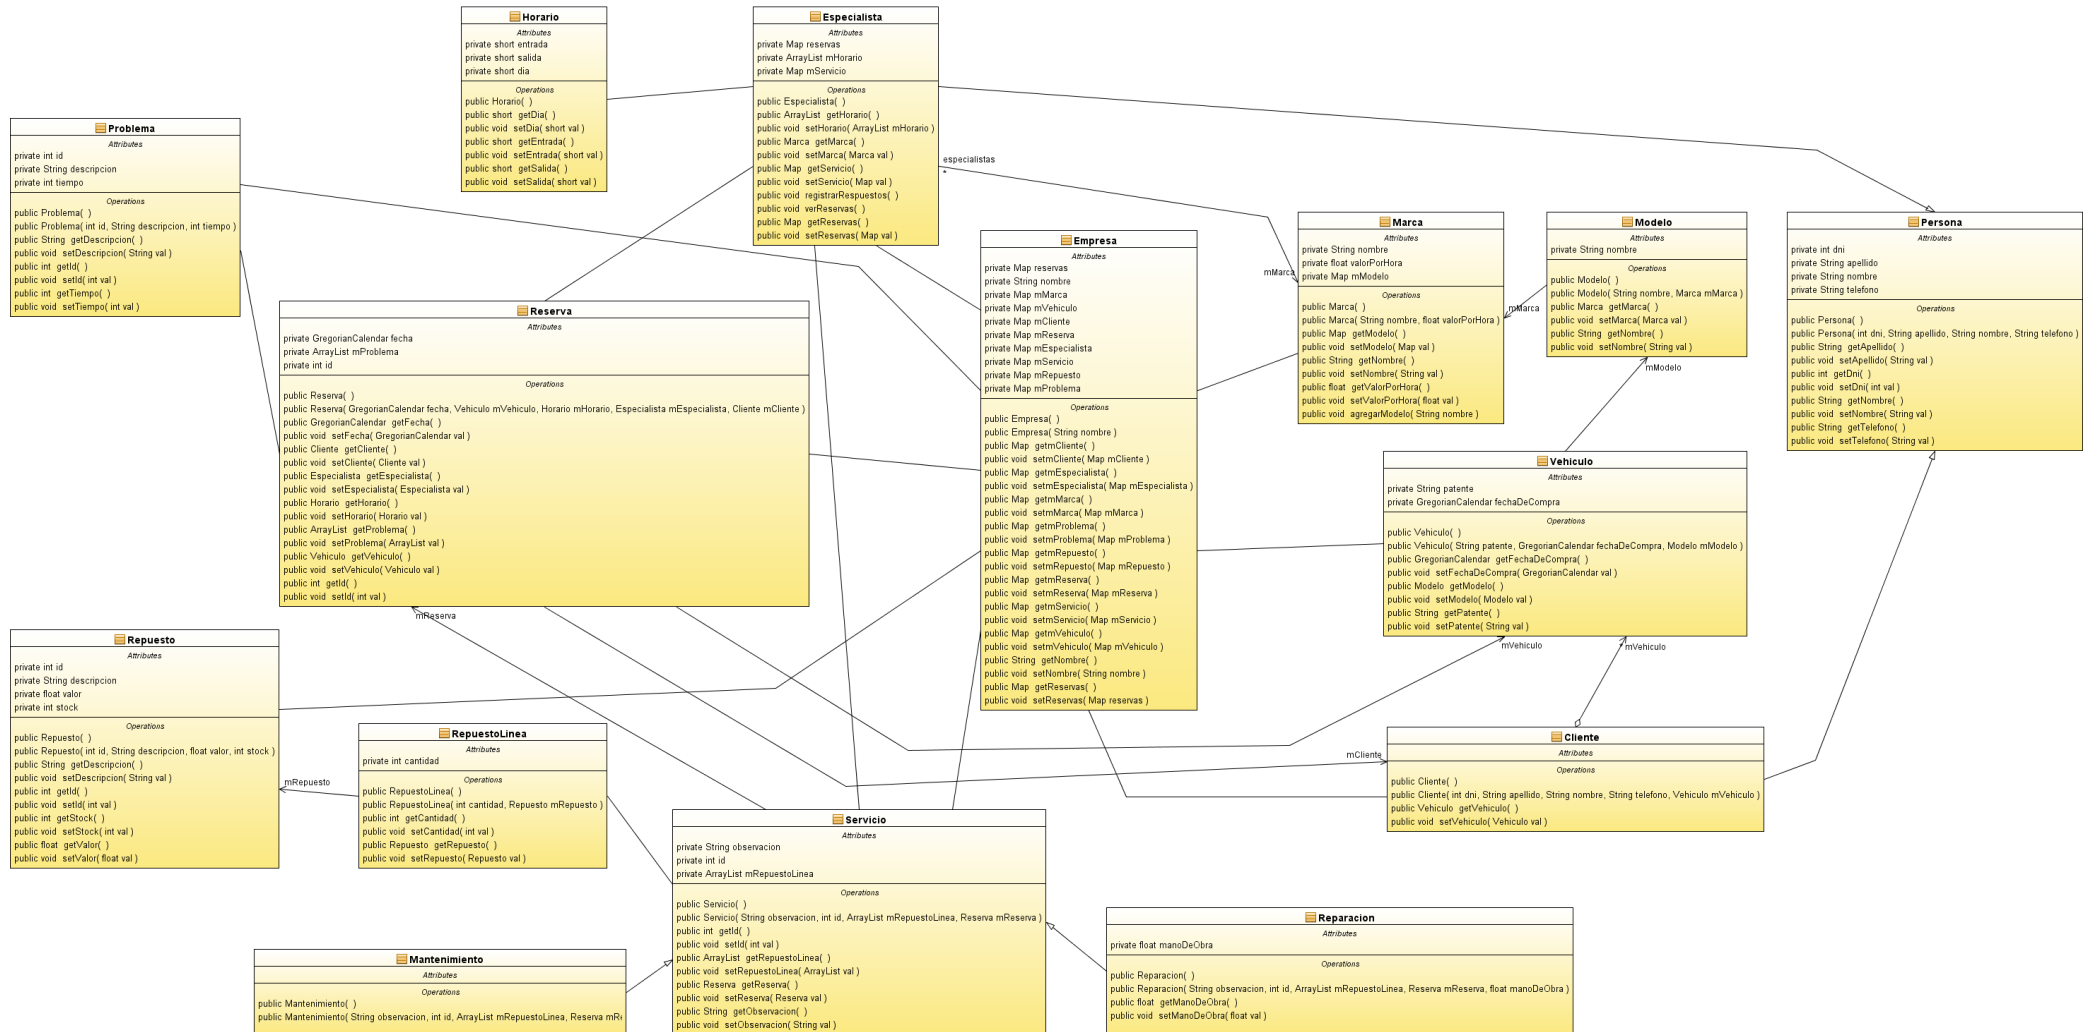 Horario
Attributes
private short entrada
private short salida
private short dia
Operations
public Horario( )
public short getDia( )
public void setDia( short val )
public short getEntrada( )
public void setEntrada( short val )
public short getSalida( )
public void setSalida( short val )
Especialista
Attributes
private Map reservas
private ArrayList mHorario
private Map mServicio
Operations
public Especialista( )
public ArrayList getHorario( )
public void setHorario( ArrayList mHorario )
public Marca getMarca( )
public void setMarca( Marca val )
public Map getServicio( )
public void setServicio( Map val )
public void registrarRespuestos( )
public void verReservas( )
public Map getReservas( )
public void setReservas( Map val )
especialistas
*
Problema
Attributes
private int id
private String descripcion
private int tiempo
Operations
public Problema( )
public Problema( int id, String descripcion, int tiempo )
public String getDescripcion( )
public void setDescripcion( String val )
public int getId( )
public void setId( int val )
public int getTiempo( )
public void setTiempo( int val )
Empresa
Attributes
private Map reservas
private String nombre
private Map mMarca
private Map mVehiculo
private Map mCliente
private Map mReserva
private Map mEspecialista
private Map mServicio
private Map mRepuesto
private Map mProblema
Operations
public Empresa( )
public Empresa( String nombre )
public Map getmCliente( )
public void setmCliente( Map mCliente )
public Map getmEspecialista( )
public void setmEspecialista( Map mEspecialista )
public Map getmMarca( )
public void setmMarca( Map mMarca )
public Map getmProblema( )
public void setmProblema( Map mProblema )
public Map getmRepuesto( )
public void setmRepuesto( Map mRepuesto )
public Map getmReserva( )
public void setmReserva( Map mReserva )
public Map getmServicio( )
public void setmServicio( Map mServicio )
public Map getmVehiculo( )
public void setmVehiculo( Map mVehiculo )
public String getNombre( )
public void setNombre( String nombre )
public Map getReservas( )
public void setReservas( Map reservas )
mMarca
Marca
Attributes
private String nombre
private float valorPorHora
private Map mModelo
Operations
public Marca( )
public Marca( String nombre, float valorPorHora )
public Map getModelo( )
public void setModelo( Map val )
public String getNombre( )
public void setNombre( String val )
public float getValorPorHora( )
public void setValorPorHora( float val )
public void agregarModelo( String nombre )
mMarca
Modelo
Attributes
private String nombre
Operations
public Modelo( )
public Modelo( String nombre, Marca mMarca )
public Marca getMarca( )
public void setMarca( Marca val )
public String getNombre( )
public void setNombre( String val )
mModelo
Persona
Attributes
private int dni
private String apellido
private String nombre
private String telefono
Operations
public Persona( )
public Persona( int dni, String apellido, String nombre, String telefono )
public String getApellido( )
public void setApellido( String val )
public int getDni( )
public void setDni( int val )
public String getNombre( )
public void setNombre( String val )
public String getTelefono( )
public void setTelefono( String val )
Reserva
Attributes
private GregorianCalendar fecha
private ArrayList mProblema
private int id
Operations
public Reserva( )
public Reserva( GregorianCalendar fecha, Vehiculo mVehiculo, Horario mHorario, Especialista mEspecialista, Cliente mCliente )
public GregorianCalendar getFecha( )
public void setFecha( GregorianCalendar val )
public Cliente getCliente( )
public void setCliente( Cliente val )
public Especialista getEspecialista( )
public void setEspecialista( Especialista val )
public Horario getHorario( )
public void setHorario( Horario val )
public ArrayList getProblema( )
public void setProblema( ArrayList val )
public Vehiculo getVehiculo( )
public void setVehiculo( Vehiculo val )
public int getId( )
public void setId( int val )
mReserva
Vehiculo
Attributes
private String patente
private GregorianCalendar fechaDeCompra
Operations
public Vehiculo( )
public Vehiculo( String patente, GregorianCalendar fechaDeCompra, Modelo mModelo )
public GregorianCalendar getFechaDeCompra( )
public void setFechaDeCompra( GregorianCalendar val )
public Modelo getModelo( )
public void setModelo( Modelo val )
public String getPatente( )
public void setPatente( String val )
mVehiculo
mVehiculo
Repuesto
Attributes
private int id
private String descripcion
private float valor
private int stock
Operations
public Repuesto( )
public Repuesto( int id, String descripcion, float valor, int stock )
public String getDescripcion( )
public void setDescripcion( String val )
public int getId( )
public void setId( int val )
public int getStock( )
public void setStock( int val )
public float getValor( )
public void setValor( float val )
mRepuesto
RepuestoLinea
Attributes
private int cantidad
Operations
public RepuestoLinea( )
public RepuestoLinea( int cantidad, Repuesto mRepuesto )
public int getCantidad( )
public void setCantidad( int val )
public Repuesto getRepuesto( )
public void setRepuesto( Repuesto val )
mCliente
Cliente
Attributes
Operations
public Cliente( )
public Cliente( int dni, String apellido, String nombre, String telefono, Vehiculo mVehiculo )
public Vehiculo getVehiculo( )
public void setVehiculo( Vehiculo val )
Servicio
Attributes
private String observacion
private int id
private ArrayList mRepuestoLinea
Operations
public Servicio( )
public Servicio( String observacion, int id, ArrayList mRepuestoLinea, Reserva mReserva )
public int getId( )
public void setId( int val )
public ArrayList getRepuestoLinea( )
public void setRepuestoLinea( ArrayList val )
public Reserva getReserva( )
public void setReserva( Reserva val )
public String getObservacion( )
public void setObservacion( String val )
Mantenimiento
Attributes
Operations
public Mantenimiento( )
public Mantenimiento( String observacion, int id, ArrayList mRepuestoLinea, Reserva
Reparacion
Attributes
private float manoDeObra
Operations
public Reparacion( )
public Reparacion( String observacion, int id, ArrayList mRepuestoLinea, Reserva mReserva, float manoDeObra )
public float getManoDeObra( )
public void setManoDeObra( float val )